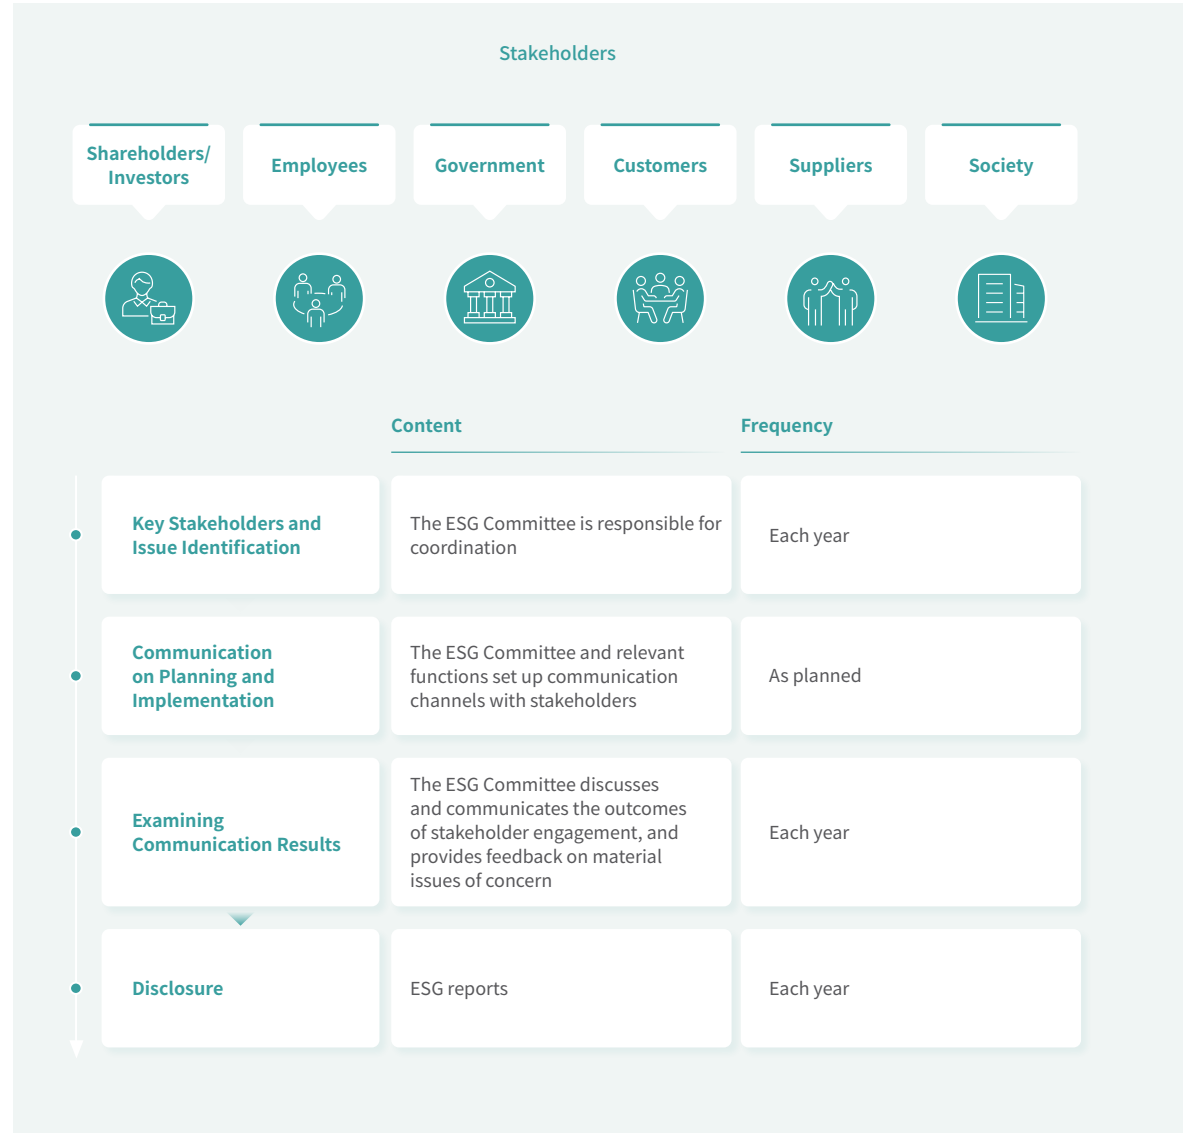 Stakeholders
Shareholders/
Investors
Employees
Government
Customers
Suppliers
Society
Content
Frequency
Key Stakeholders and
Issue Identification
The ESG Committee is responsible for
coordination
Each year
Communication
on Planning and
Implementation
The ESG Committee and relevant
functions set up communication
channels with stakeholders
As planned
Examining
Communication Results
The ESG Committee discusses
and communicates the outcomes
of stakeholder engagement, and
provides feedback on material
issues of concern
Each year
Disclosure
ESG reports
Each year